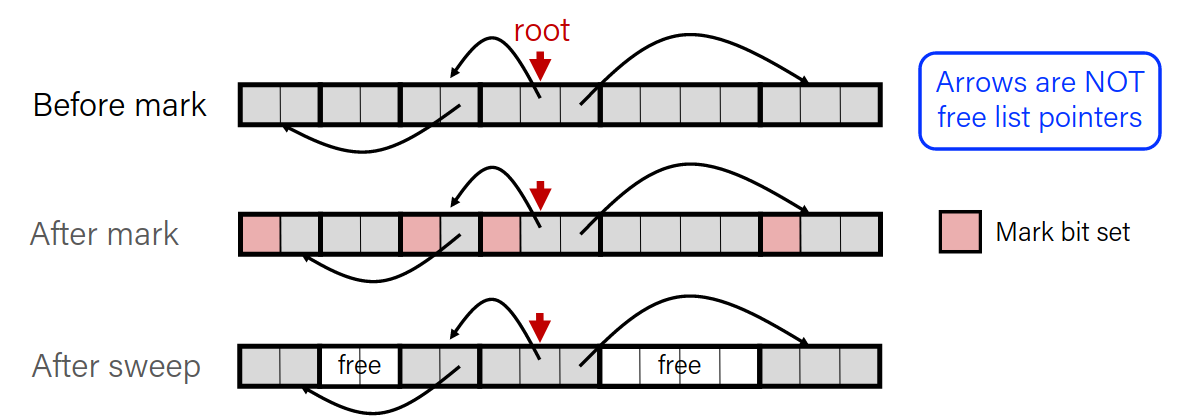 root
Before mark
Arrows are NOT
free list pointers
After mark
Mark bit set
After sweep
free
free